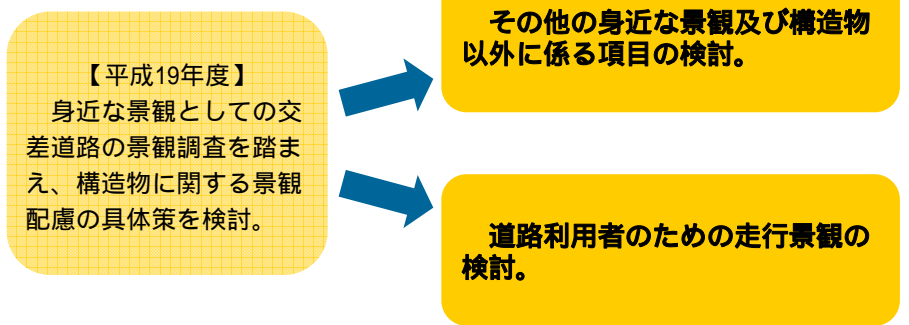 【平成19年度】
身近な景観としての交
差道路の景観調査を踏ま
え、構造物に関する景観
配慮の具体策を検討。
その他の身近な景観及び構造物
以外に係る項目の検討。
道路利用者のための走行景観の
検討。